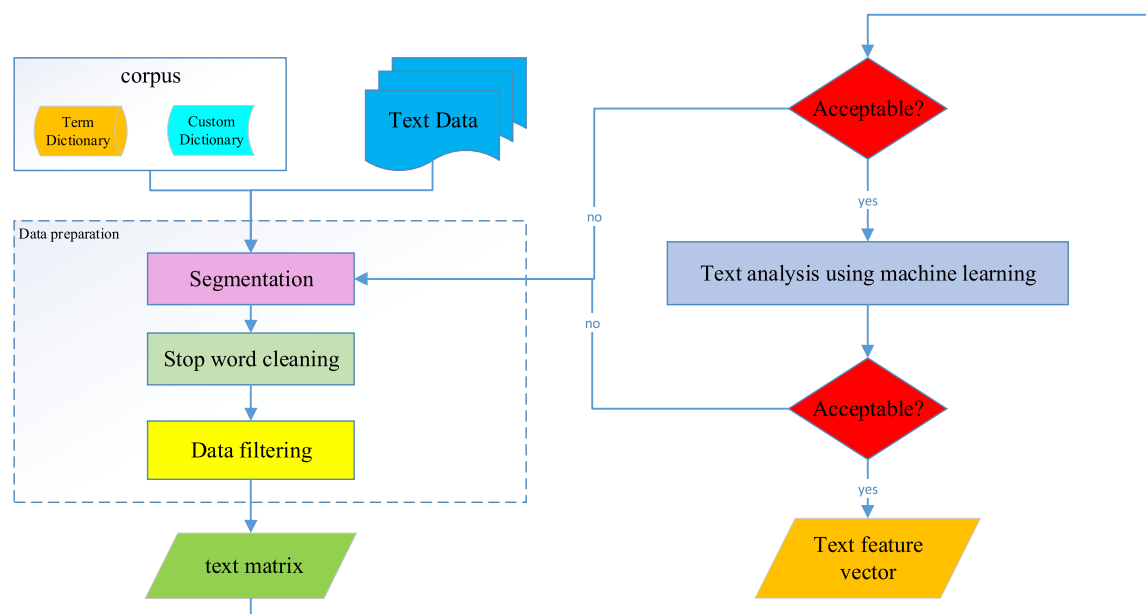 corpus
Term
Dictionary
Custom
Dictionary
Text Data
Data preparation
Segmentation
Stop word cleaning
Data filtering
text matrix
Acceptable?
no
yes
Text analysis using machine learning
no
Acceptable?
yes
Text feature
vector